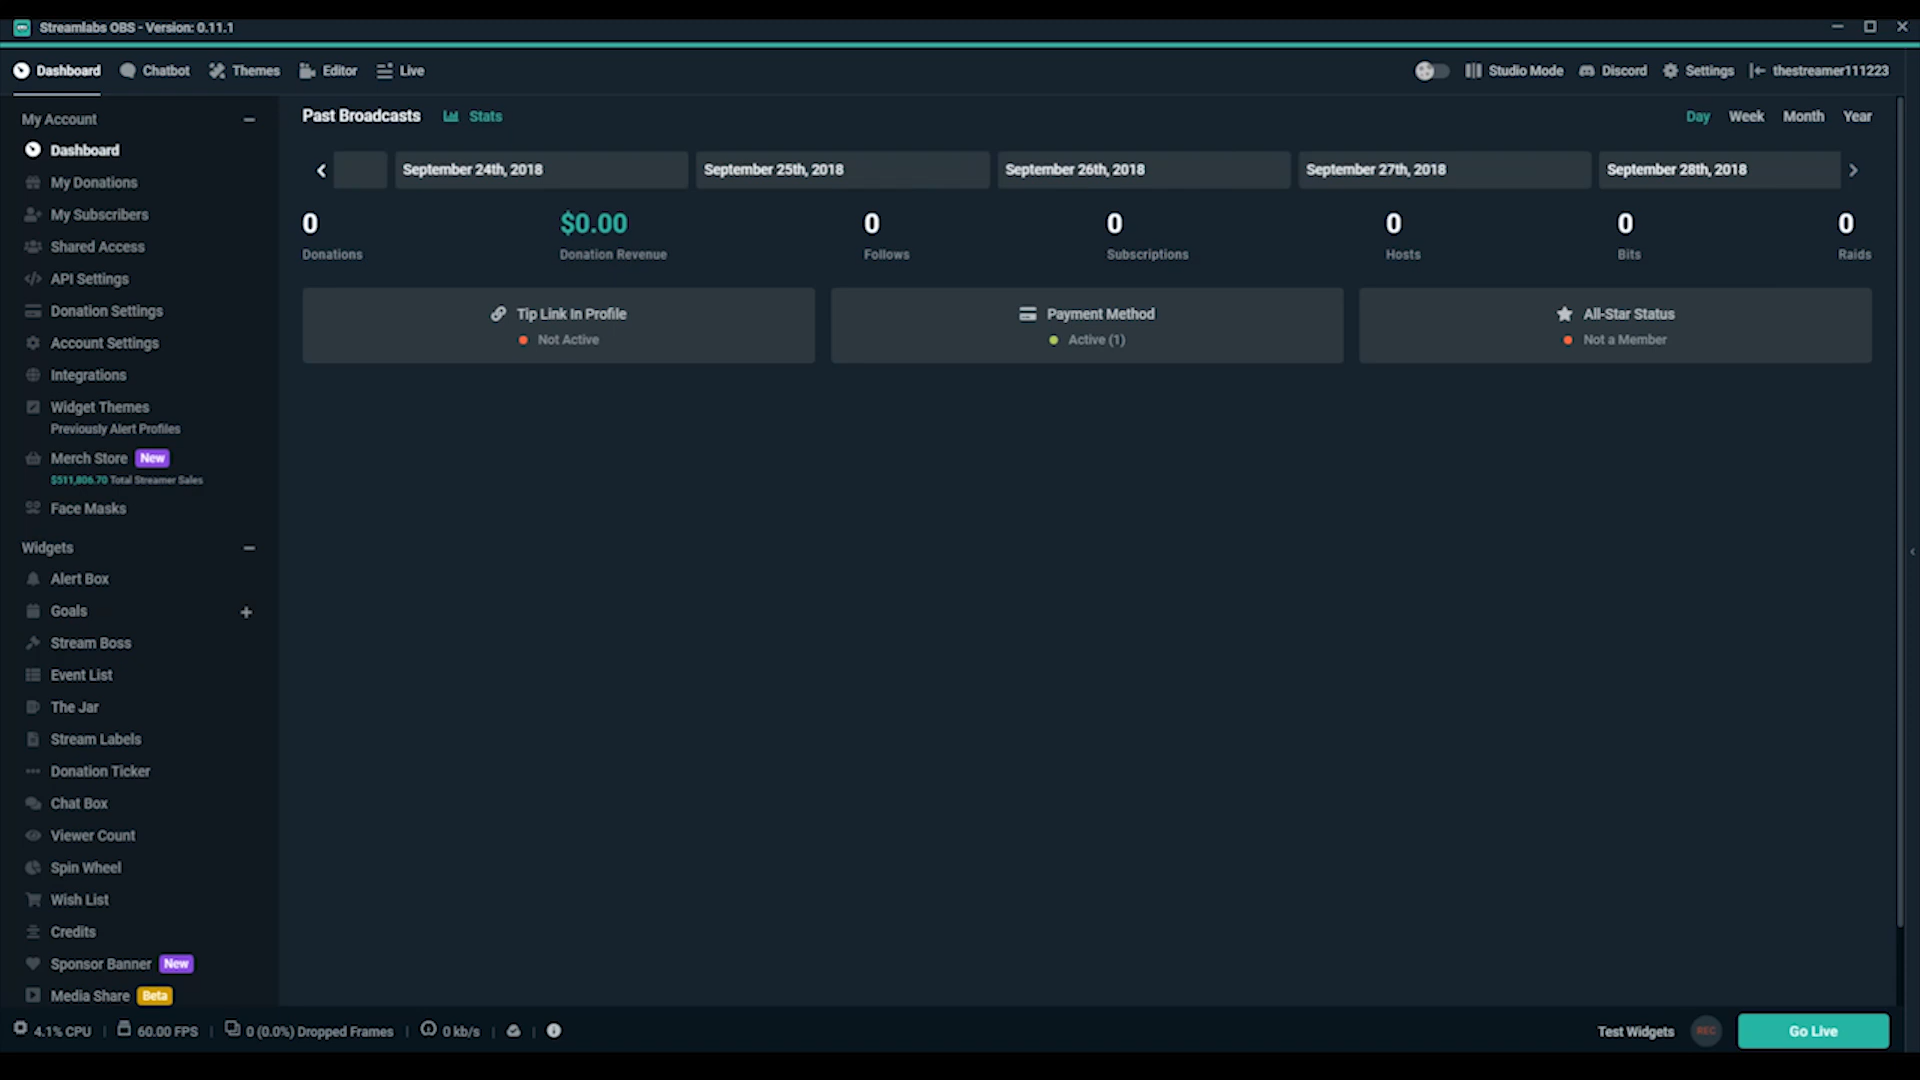 Streamlabs OBS - Version: 0.11.1
Dashboard Chatbot Themes Editor Live Studio Mode Discord Settings thestreamer111223
My Account
Dashboard
My Donations
My Subscribers
Shared Access
API Settings
Donation Settings
Account Settings
Integrations
Widget Themes
Previously Alert Profiles
Merch Store New
$511,806.70 Total Streamer Sales
Face Masks
Widgets
Alert Box
Goals
Stream Boss
Event List
The Jar
Stream Labels
Donation Ticker
Chat Box
Viewer Count
Spin Wheel
Wish List
Credits
Sponsor Banner New
Media Share Beta
Past Broadcasts Stats Day Week Month Year
September 24th, 2018 September 25th, 2018 September 26th, 2018 September 27th, 2018 September 28th, 2018
0 $0.00 0 0 0 0 0
Donations Donation Revenue Follows Subscriptions Hosts Bits Raids
Tip Link In Profile Payment Method All-Star Status
Not Active Active (1) Not a Member
4.1% CPU 60.00 FPS 0 (0.0%) Dropped Frames 0 kb/s Test Widgets REC Go Live